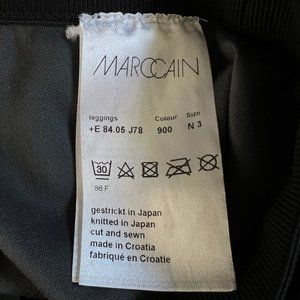 MARCCAIN
leggings Colour Size
+E 84.05 J78 900 N 3
30
86 F
gestrickt in Japan
knitted in Japan
cut and sewn
made in Croatia
fabriqué en Croatie